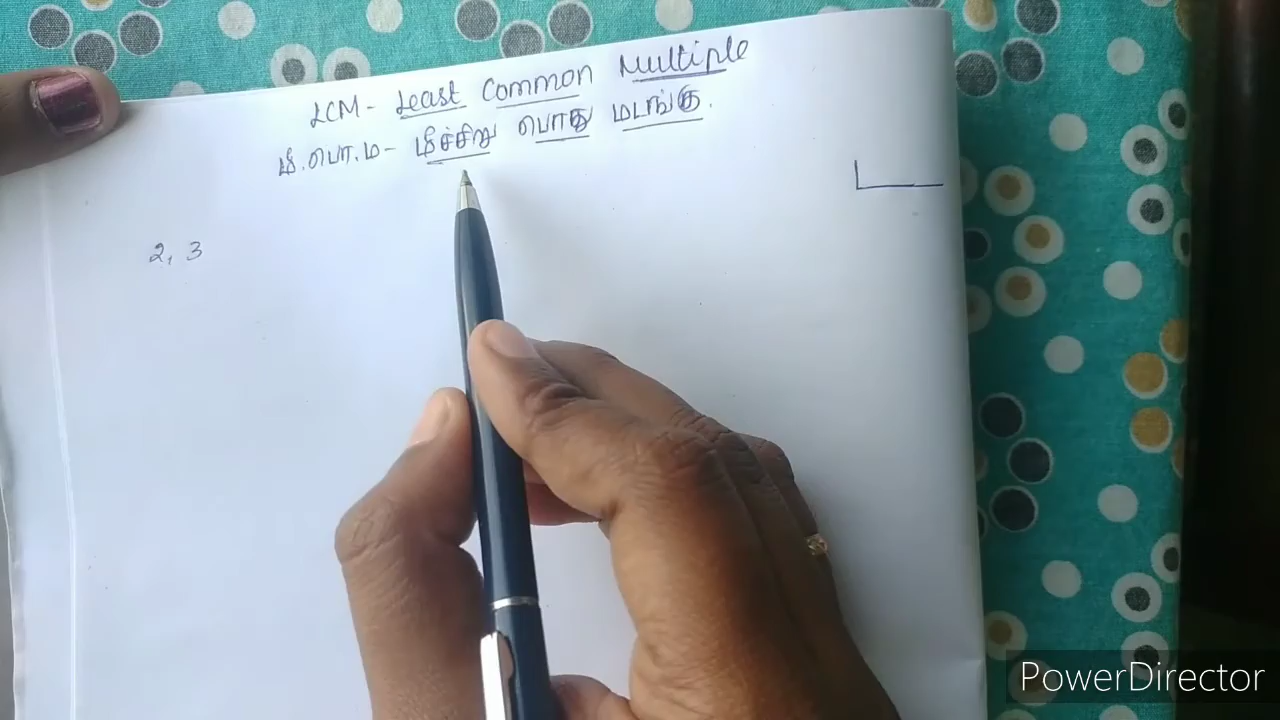 LCM - Least Common Multiple
மீ.பொ.ம - மீச்சிறு பொது மடங்கு.
2, 3
PowerDirector